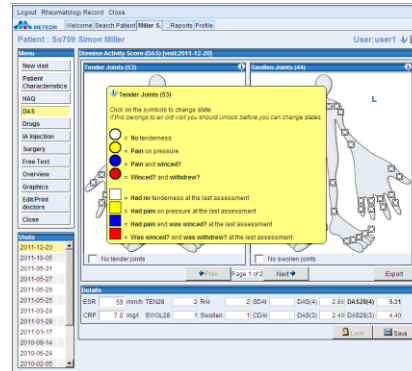 Logout Rheumatology Record Close
METEOR Welcome Search Patient Miller S. Reports Profile
Patient : So709 Simon Miller User:user1
Menu
New visit
Patient Characteristics
HAQ
DAS
Drugs
IA Injection
Surgery
Free Text
Overview
Graphics
Edit/Print doctors
Close
Visits
2011-12-20
2011-10-05
2011-05-31
2011-05-27
2011-05-26
2011-05-25
2011-03-24
2011-01-28
2011-01-17
2010-09-14
2010-06-24
2010-02-05
Disease Activity Score (DAS) [visit:2011-12-20]
Tender Joints (53) Swollen Joints (44)
L
Tender Joints (53)
Click on the symbols to change state.
If this belongs to an old visit you should unlock before you can change states
= No tenderness
= Pain on pressure
= Pain and winced?
= Winced? and withdrew?
= Had no tenderness at the last assessment
= Had pain on pressure at the last assessment
= Had pain and was winced? at the last assessment
= Was winced? and was withdrew? at the last assessment
No tender joints No swollen joints
Prev Page 1 of 2 Next Export
Details
ESR 59 mm/h TEN28 2 RAI 2 SDAI DAS(4) 2.86 DAS28(4) 5.31
CRP 7.0 mg/l SWOL28 1 Swollen 1 CDAI DAS(3) 2.40 DAS28(3) 4.40
Lock Save